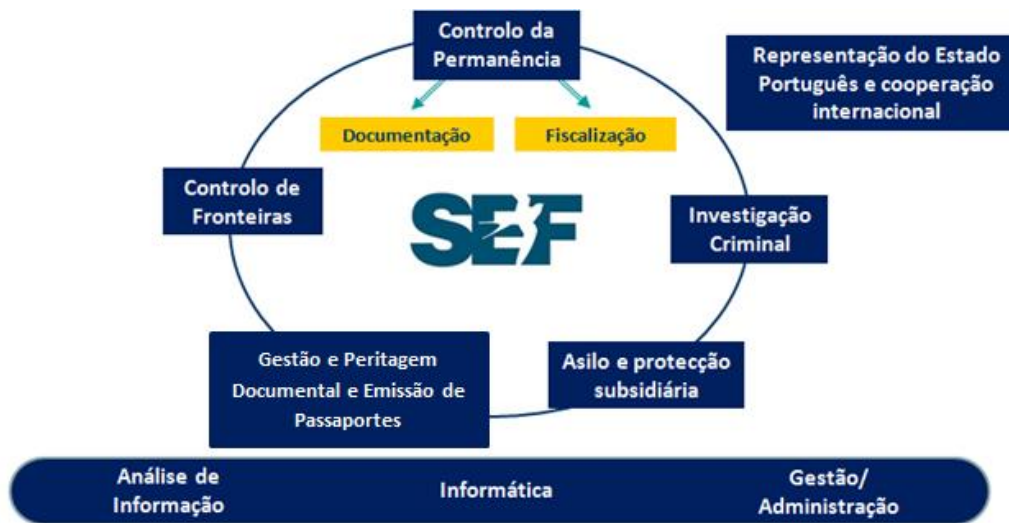 Controlo da
Permanência
Representação do Estado
Português e cooperação
internacional
Documentação
Fiscalização
Controlo de
Fronteiras
SEF
Investigação
Criminal
Gestão e Peritagem
Documental e Emissão de
Passaportes
Asilo e protecção
subsidiária
Análise de
Informação
Informática
Gestão/
Administração